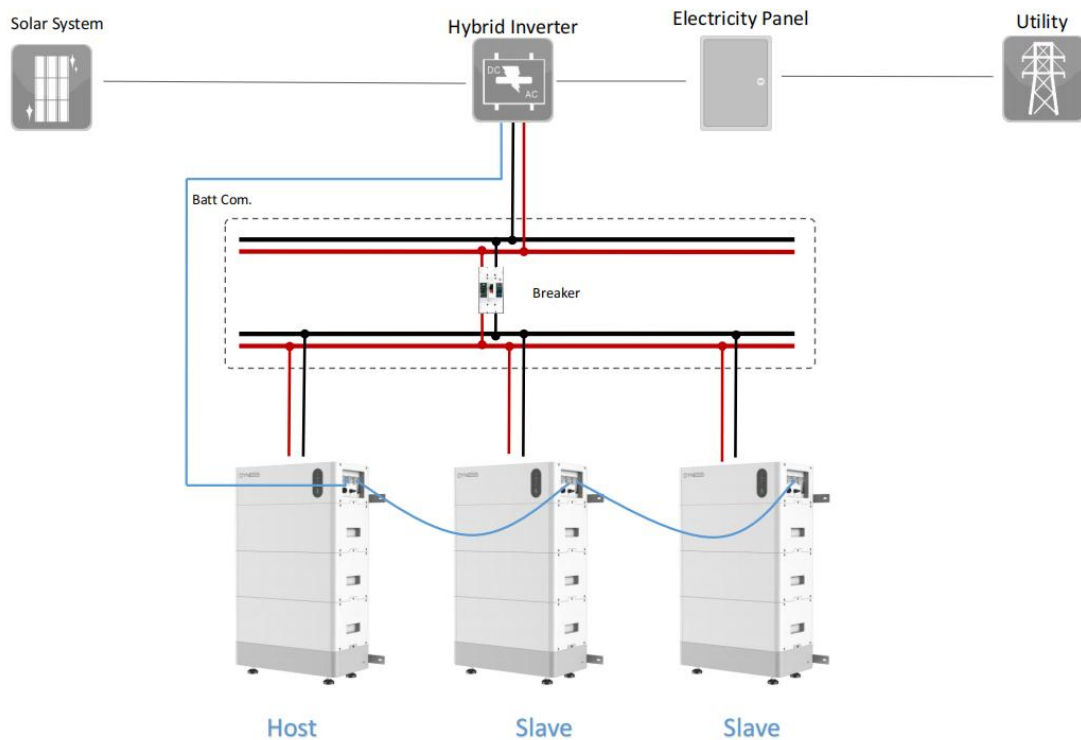 Solar System
Hybrid Inverter
Electricity Panel
Utility
DC
AC
Batt Com.
Breaker
Host
Slave
Slave